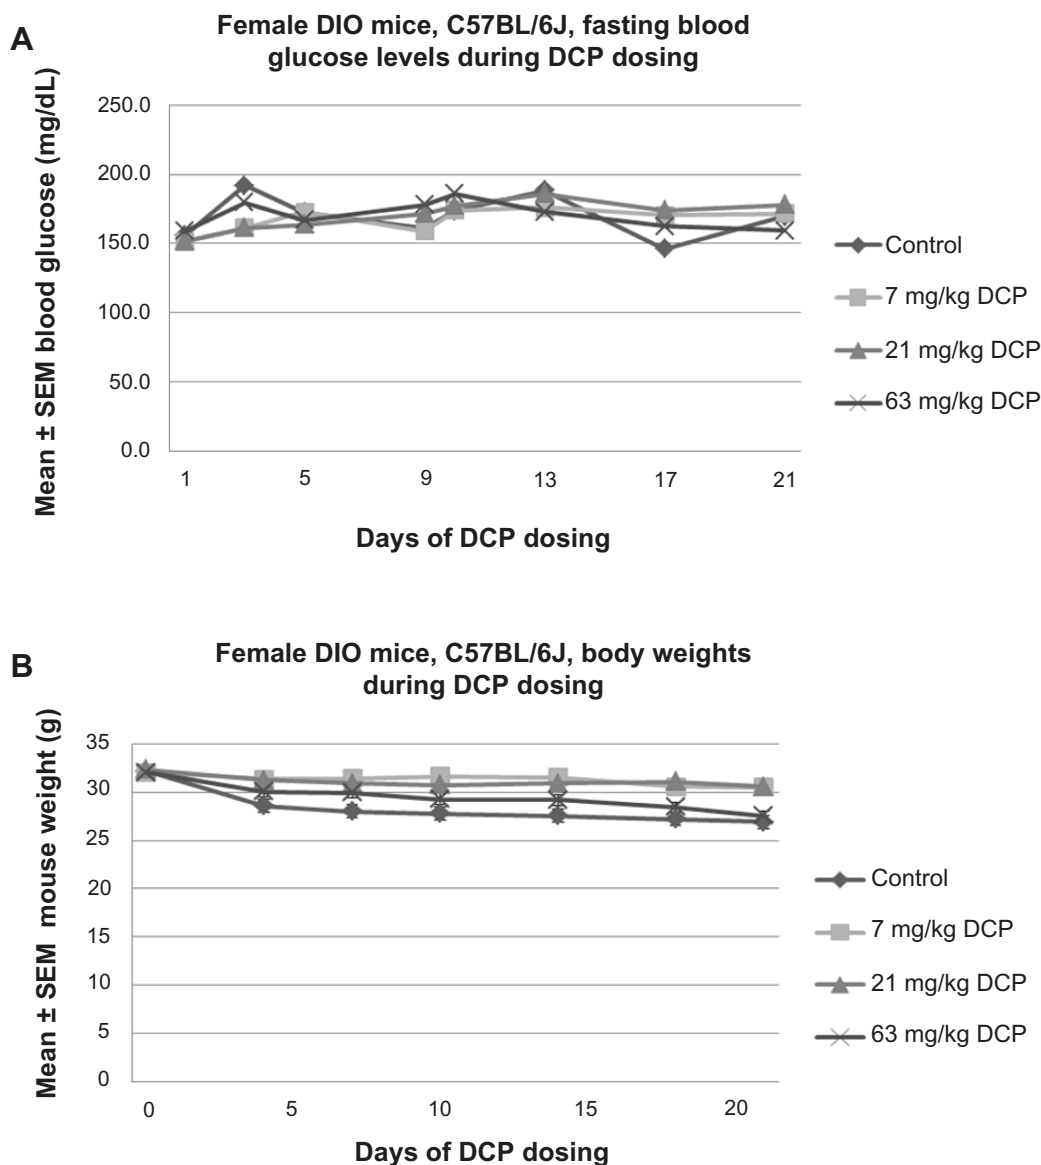 A
Female DIO mice, C57BL/6J, fasting blood
glucose levels during DCP dosing
Mean ± SEM blood glucose (mg/dL)
250.0
200.0
150.0
100.0
50.0
0.0
1 5 9 13 17 21
Days of DCP dosing
Control
7 mg/kg DCP
21 mg/kg DCP
63 mg/kg DCP
B
Female DIO mice, C57BL/6J, body weights
during DCP dosing
Mean ± SEM mouse weight (g)
35
30
25
20
15
10
5
0
0 5 10 15 20
Days of DCP dosing
Control
7 mg/kg DCP
21 mg/kg DCP
63 mg/kg DCP